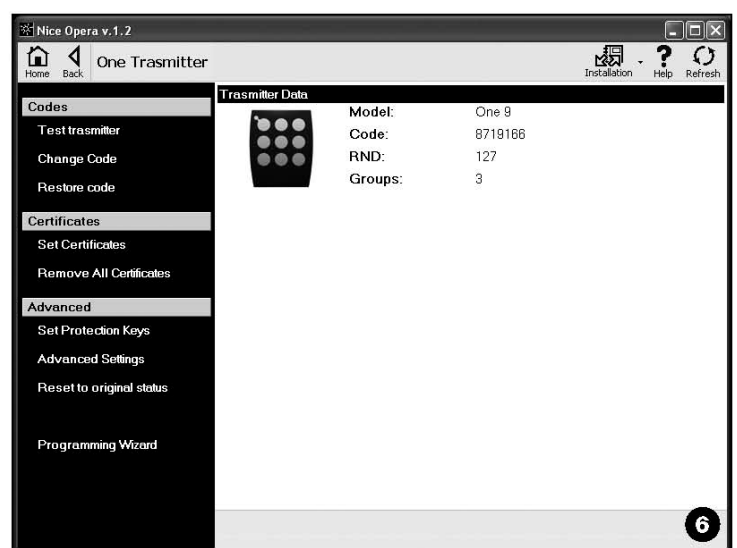 Nice Opera v.1.2
Home Back One Trasmitter Installation Help Refresh
Trasmitter Data
Codes
Test trasmitter
Change Code
Restore code
Certificates
Set Certificates
Remove All Certificates
Advanced
Set Protection Keys
Advanced Settings
Reset to original status
Programming Wizard
Model: One 9
Code: 8719166
RND: 127
Groups: 3
6